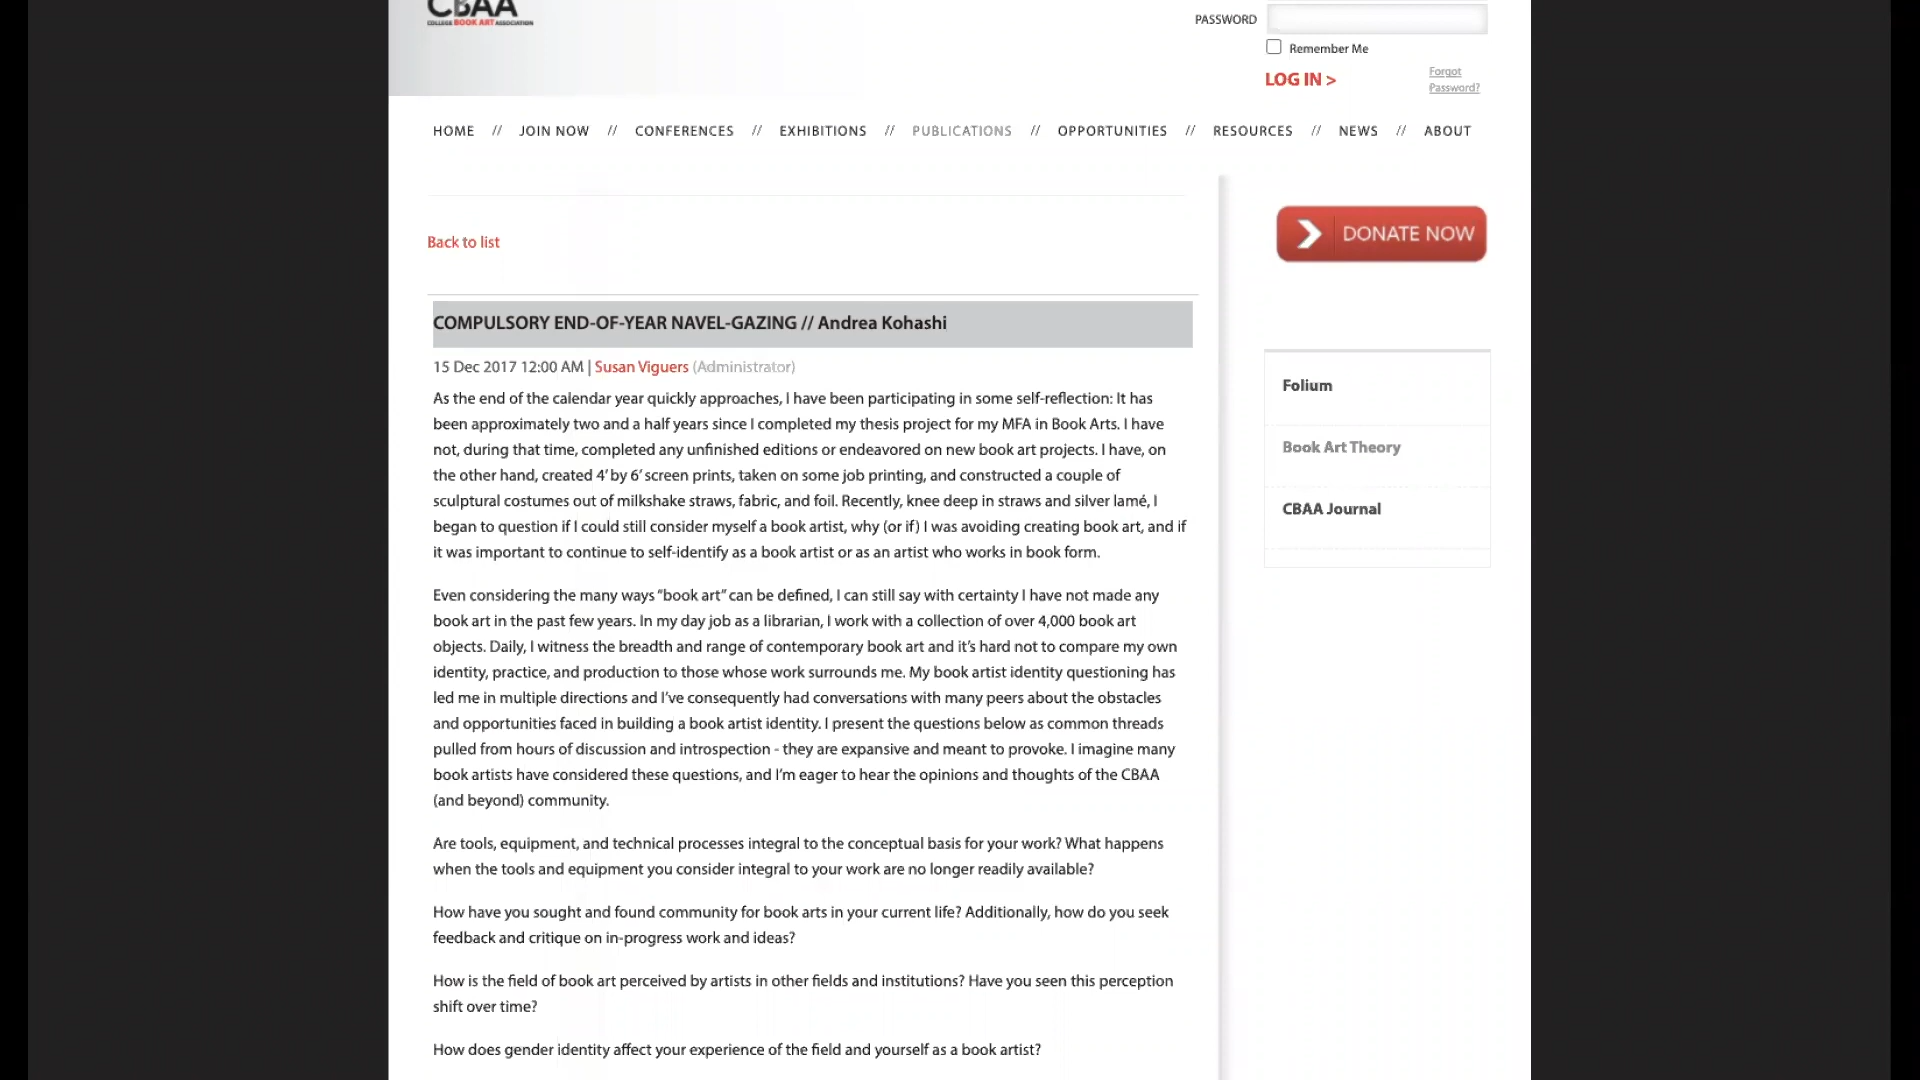 CBAA
COLLEGE BOOK ART ASSOCIATION
PASSWORD
Remember Me
LOG IN >
Forgot
Password?
HOME // JOIN NOW // CONFERENCES // EXHIBITIONS // PUBLICATIONS // OPPORTUNITIES // RESOURCES // NEWS // ABOUT
Back to list
COMPULSORY END-OF-YEAR NAVEL-GAZING // Andrea Kohashi
15 Dec 2017 12:00 AM | Susan Viguers (Administrator)
As the end of the calendar year quickly approaches, I have been participating in some self-reflection: It has
been approximately two and a half years since I completed my thesis project for my MFA in Book Arts. I have
not, during that time, completed any unfinished editions or endeavored on new book art projects. I have, on
the other hand, created 4’ by 6’ screen prints, taken on some job printing, and constructed a couple of
sculptural costumes out of milkshake straws, fabric, and foil. Recently, knee deep in straws and silver lamé, I
began to question if I could still consider myself a book artist, why (or if) I was avoiding creating book art, and if
it was important to continue to self-identify as a book artist or as an artist who works in book form.
Even considering the many ways “book art” can be defined, I can still say with certainty I have not made any
book art in the past few years. In my day job as a librarian, I work with a collection of over 4,000 book art
objects. Daily, I witness the breadth and range of contemporary book art and it’s hard not to compare my own
identity, practice, and production to those whose work surrounds me. My book artist identity questioning has
led me in multiple directions and I’ve consequently had conversations with many peers about the obstacles
and opportunities faced in building a book artist identity. I present the questions below as common threads
pulled from hours of discussion and introspection - they are expansive and meant to provoke. I imagine many
book artists have considered these questions, and I’m eager to hear the opinions and thoughts of the CBAA
(and beyond) community.
Are tools, equipment, and technical processes integral to the conceptual basis for your work? What happens
when the tools and equipment you consider integral to your work are no longer readily available?
How have you sought and found community for book arts in your current life? Additionally, how do you seek
feedback and critique on in-progress work and ideas?
How is the field of book art perceived by artists in other fields and institutions? Have you seen this perception
shift over time?
How does gender identity affect your experience of the field and yourself as a book artist?
DONATE NOW
Folium
Book Art Theory
CBAA Journal